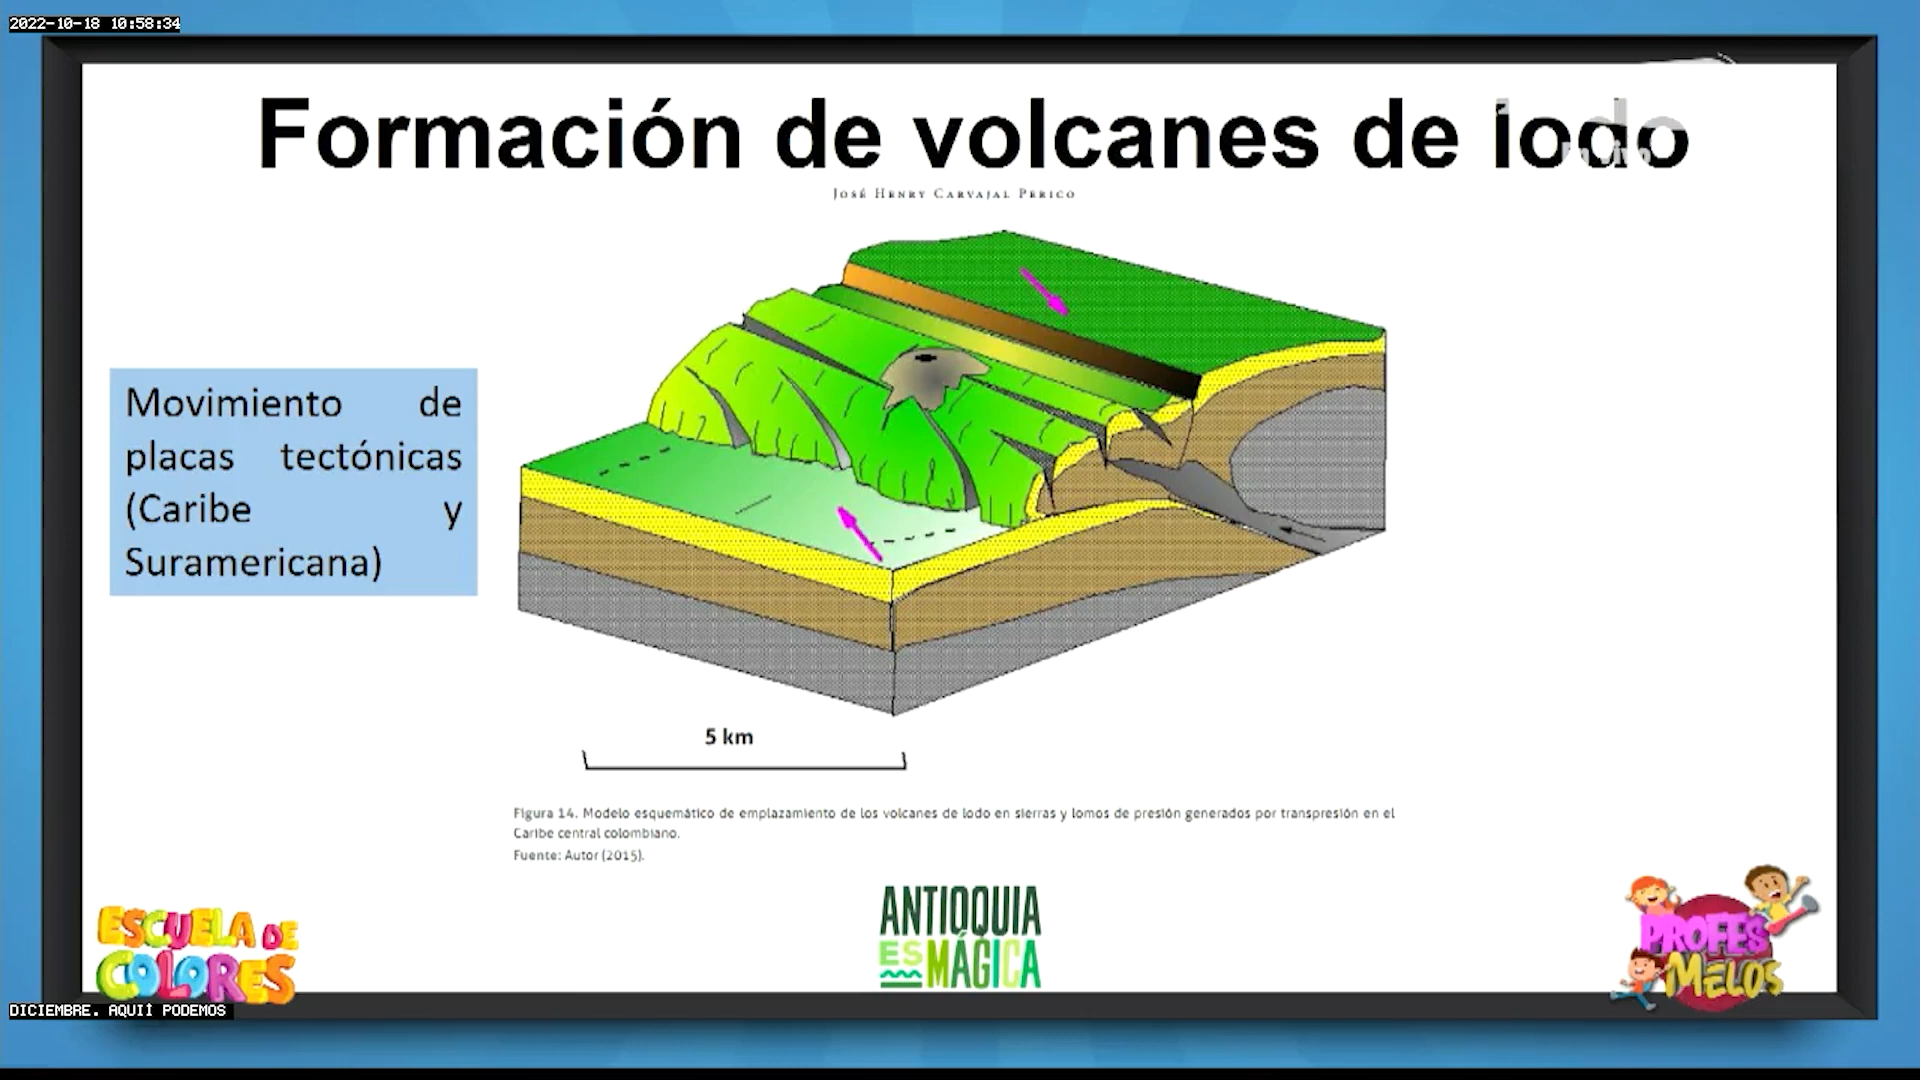 2022-10-18 10:58:34
Formación de volcanes de lodo
En vivo
José Henry Carvajal Perico
Movimiento de
placas tectónicas
(Caribe y
Suramericana)
5 km
Figura 14. Modelo esquemático de emplazamiento de los volcanes de lodo en sierras y lomos de presión generados por transpresión en el
Caribe central colombiano.
Fuente: Autor (2015).
ESCUELA DE
COLORES
ANTIOQUIA
ES MÁGICA
PROFES
MELOS
DICIEMBRE. AQUIÍ PODEMOS